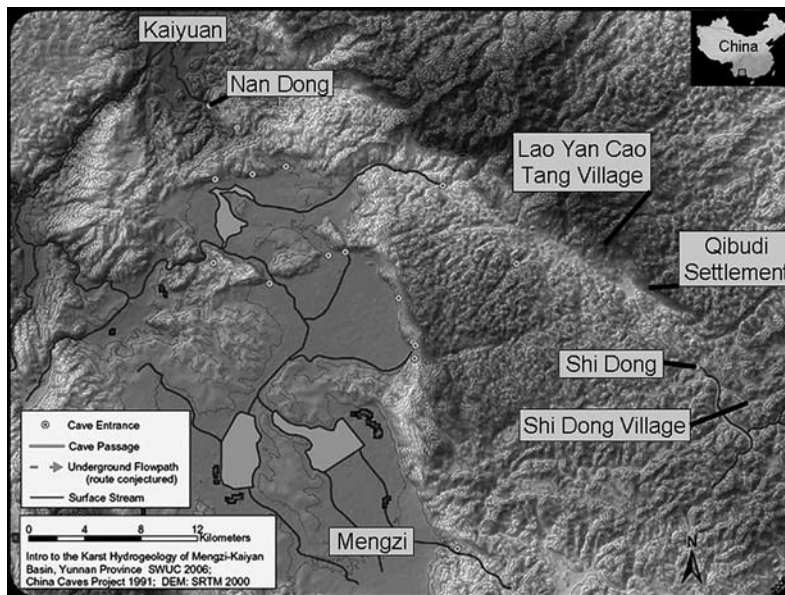 Kaiyuan
China
Nan Dong
Lao Yan Cao
Tang Village
Qibudi
Settlement
Shi Dong
Shi Dong Village
Cave Entrance
Cave Passage
Underground Flowpath
(route conjectured)
Surface Stream
0 4 8 12
Kilometers
Intro to the Karst Hydrogeology of Mengzi-Kaiyan
Basin, Yunnan Province SWUC 2006;
China Caves Project 1991; DEM: SRTM 2000
Mengzi
N